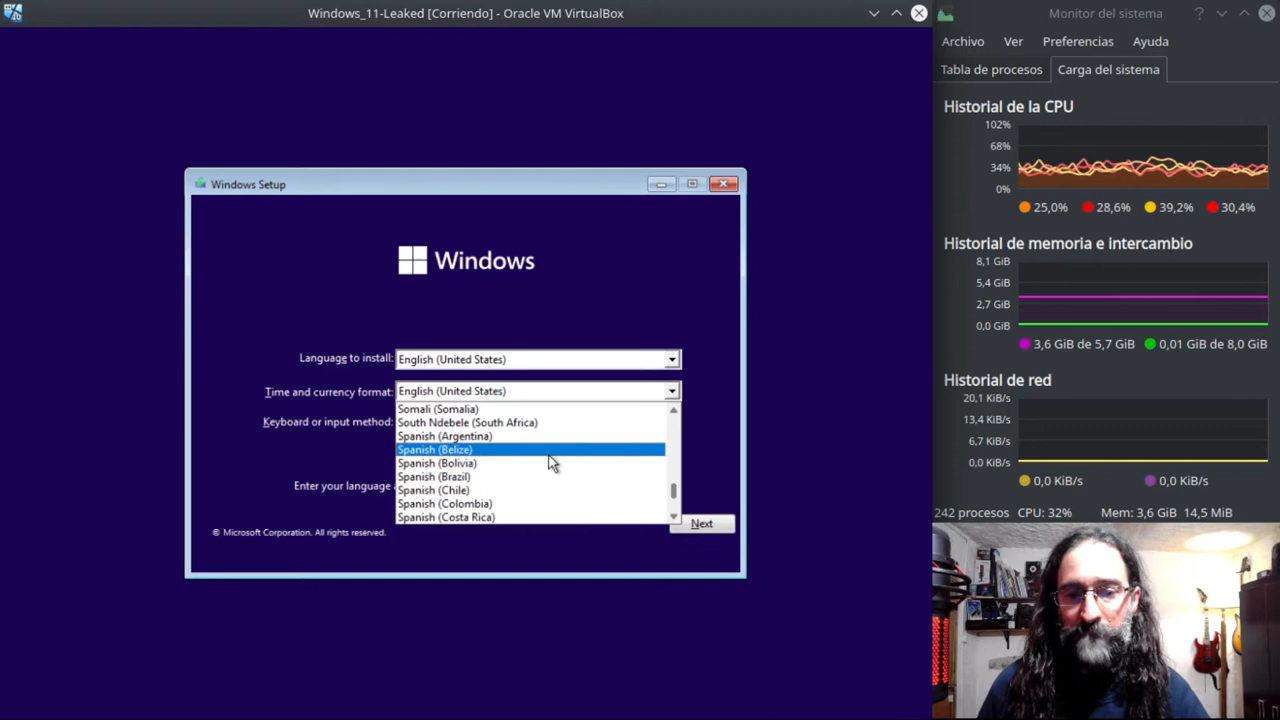 Windows_11-Leaked [Corriendo] - Oracle VM VirtualBox
Windows Setup
Windows
Language to install: English (United States)
Time and currency format: English (United States)
Keyboard or input method:
Somali (Somalia)
South Ndebele (South Africa)
Spanish (Argentina)
Spanish (Belize)
Spanish (Bolivia)
Spanish (Brazil)
Spanish (Chile)
Spanish (Colombia)
Spanish (Costa Rica)
Enter your language
Next
© Microsoft Corporation. All rights reserved.
Monitor del sistema
Archivo Ver Preferencias Ayuda
Tabla de procesos Carga del sistema
Historial de la CPU
102%
68%
34%
0%
25,0% 28,6% 39,2% 30,4%
Historial de memoria e intercambio
8,1 GiB
5,4 GiB
2,7 GiB
0,0 GiB
3,6 GiB de 5,7 GiB 0,01 GiB de 8,0 GiB
Historial de red
20,1 KiB/s
13,4 KiB/s
6,7 KiB/s
0,0 KiB/s
0,0 KiB/s 0,0 KiB/s
242 procesos CPU: 32% Mem: 3,6 GiB 14,5 MiB